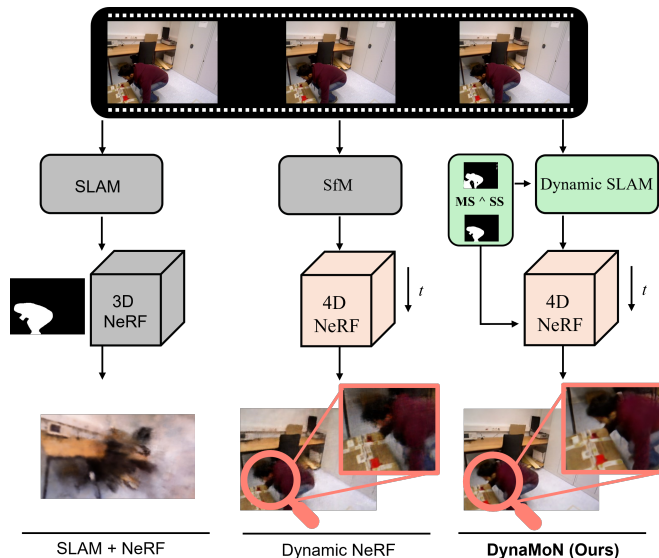 SLAM
SfM
MS ^ SS
Dynamic SLAM
3D
NeRF
4D
NeRF
t
4D
NeRF
t
SLAM + NeRF
Dynamic NeRF
DynaMoN (Ours)